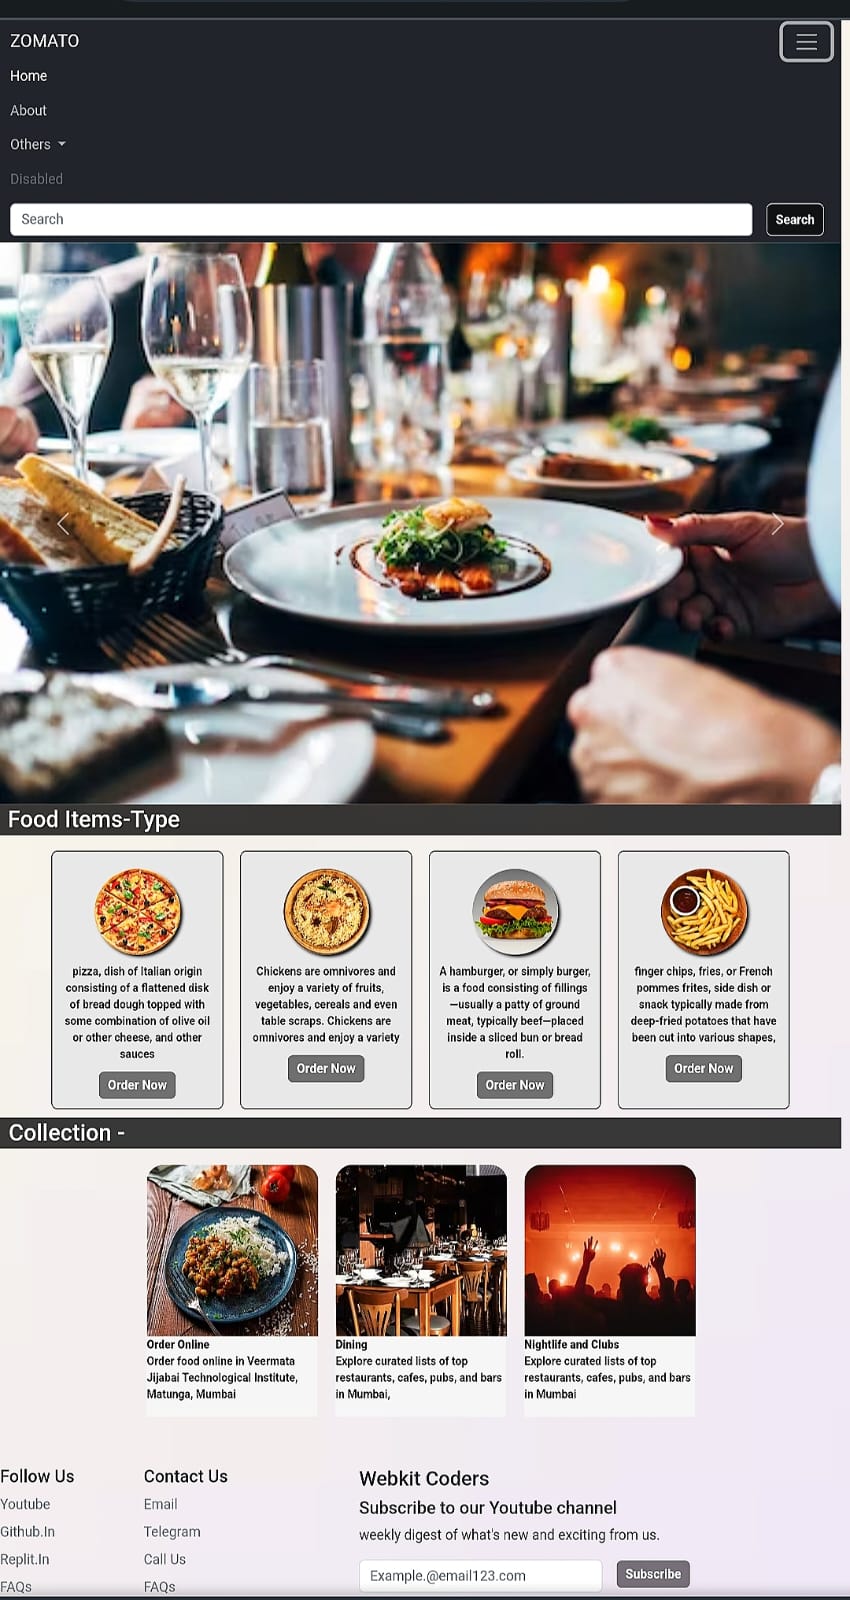 ZOMATO
Home
About
Others
Disabled
Search
Search
Food Items-Type
pizza, dish of Italian origin
consisting of a flattened disk
of bread dough topped with
some combination of olive oil
or other cheese, and other
sauces
Order Now
Chickens are omnivores and
enjoy a variety of fruits,
vegetables, cereals and even
table scraps. Chickens are
omnivores and enjoy a variety
Order Now
A hamburger, or simply burger,
is a food consisting of fillings
—usually a patty of ground
meat, typically beef—placed
inside a sliced bun or bread
roll.
Order Now
finger chips, fries, or French
pommes frites, side dish or
snack typically made from
deep-fried potatoes that have
been cut into various shapes,
Order Now
Collection -
Order Online
Order food online in Veermata
Jijabai Technological Institute,
Matunga, Mumbai
Dining
Explore curated lists of top
restaurants, cafes, pubs, and bars
in Mumbai,
Nightlife and Clubs
Explore curated lists of top
restaurants, cafes, pubs, and bars
in Mumbai
Follow Us
Youtube
Github.In
Replit.In
FAQs
Contact Us
Email
Telegram
Call Us
FAQs
Webkit Coders
Subscribe to our Youtube channel
weekly digest of what's new and exciting from us.
Example.@email123.com
Subscribe